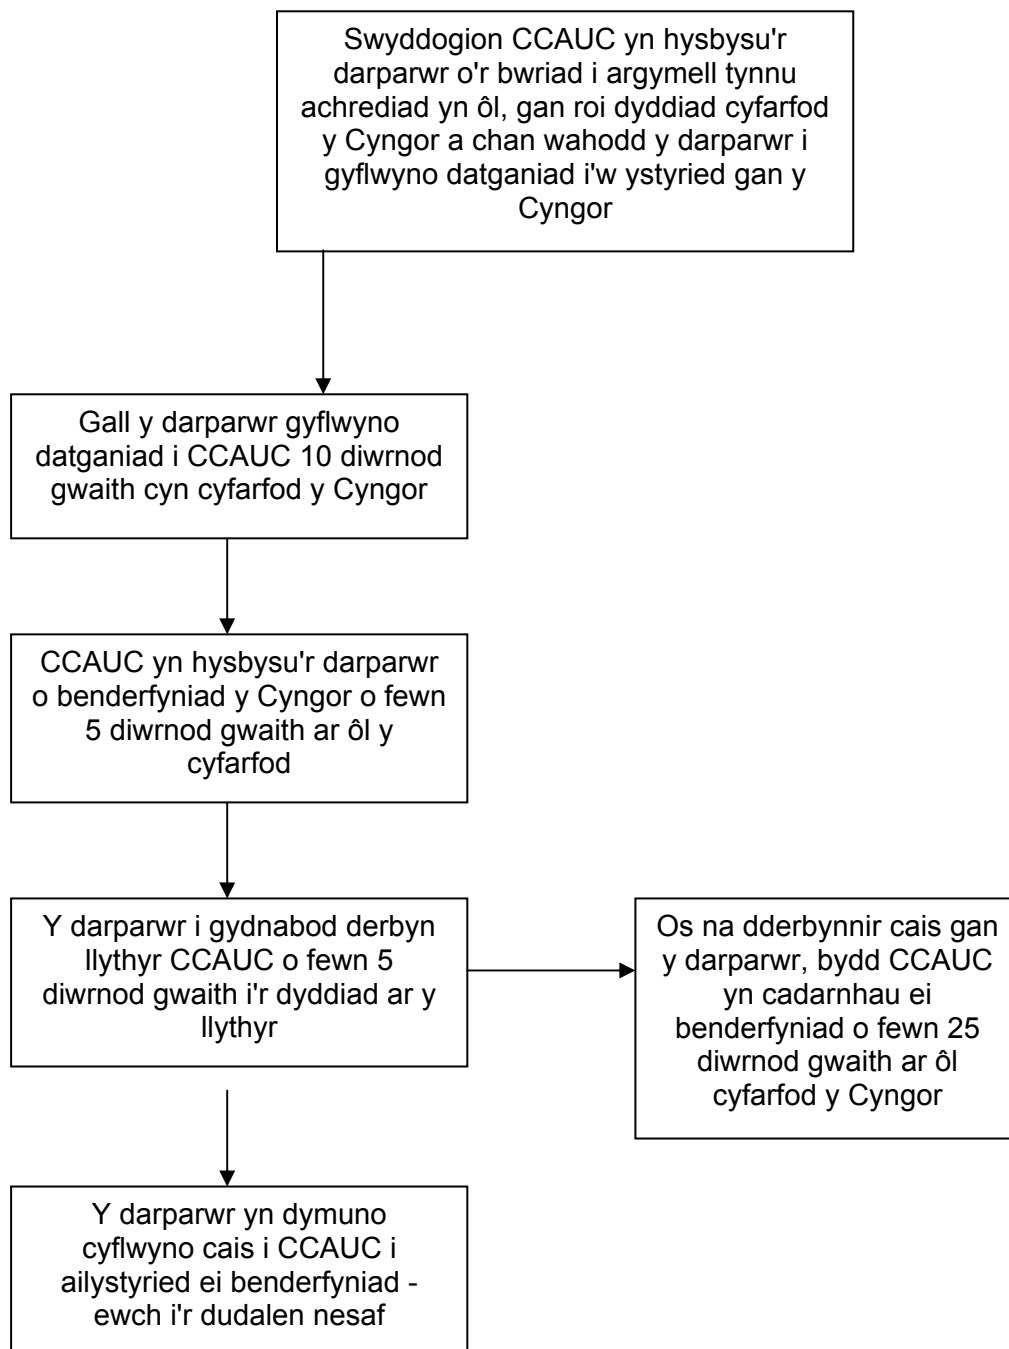 Swyddogion CCAUC yn hysbysu'r
darparwr o'r bwriad i argymell tynnu
achrediad yn ôl, gan roi dyddiad cyfarfod
y Cyngor a chan wahodd y darparwr i
gyflwyno datganiad i'w ystyried gan y
Cyngor
Gall y darparwr gyflwyno
datganiad i CCAUC 10 diwrnod
gwaith cyn cyfarfod y Cyngor
CCAUC yn hysbysu'r darparwr
o benderfyniad y Cyngor o fewn
5 diwrnod gwaith ar ôl y
cyfarfod
Y darparwr i gydnabod derbyn
llythyr CCAUC o fewn 5
diwrnod gwaith i'r dyddiad ar y
llythyr
Os na dderbynnir cais gan
y darparwr, bydd CCAUC
yn cadarnhau ei
benderfyniad o fewn 25
diwrnod gwaith ar ôl
cyfarfod y Cyngor
Y darparwr yn dymuno
cyflwyno cais i CCAUC i
ailystyried ei benderfyniad -
ewch i'r dudalen nesaf